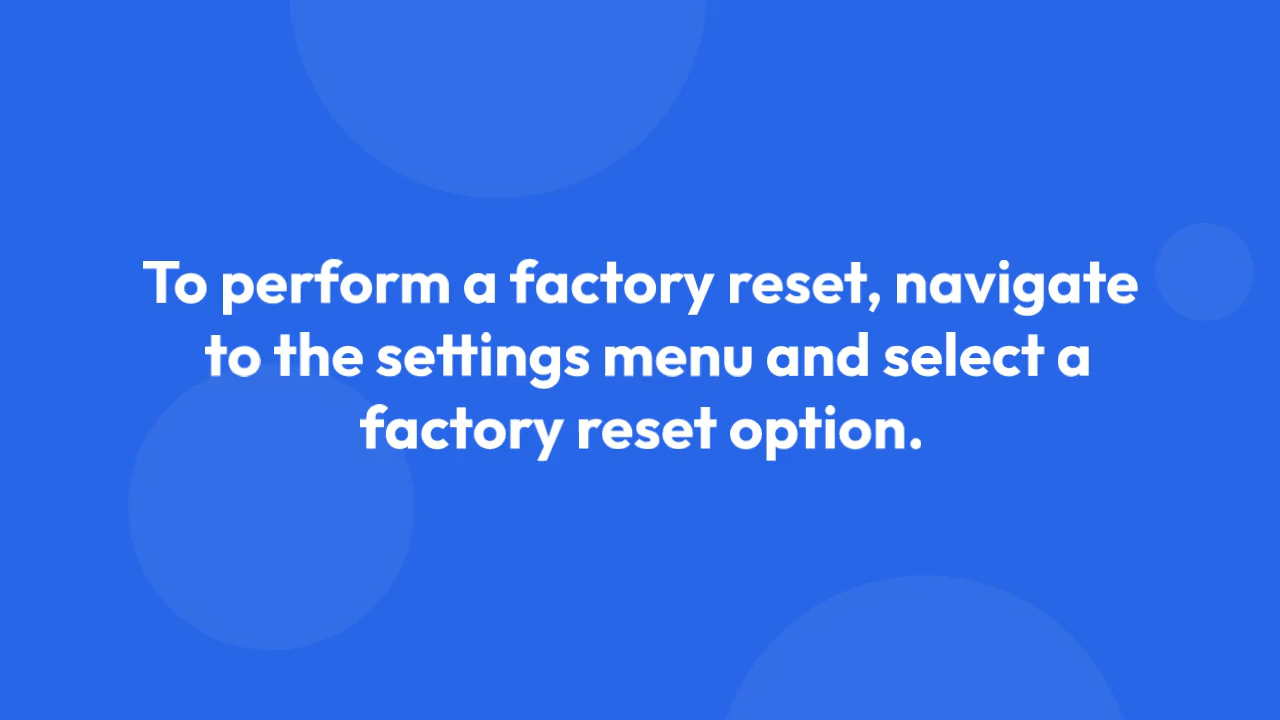 To perform a factory reset, navigate
to the settings menu and select a
factory reset option.